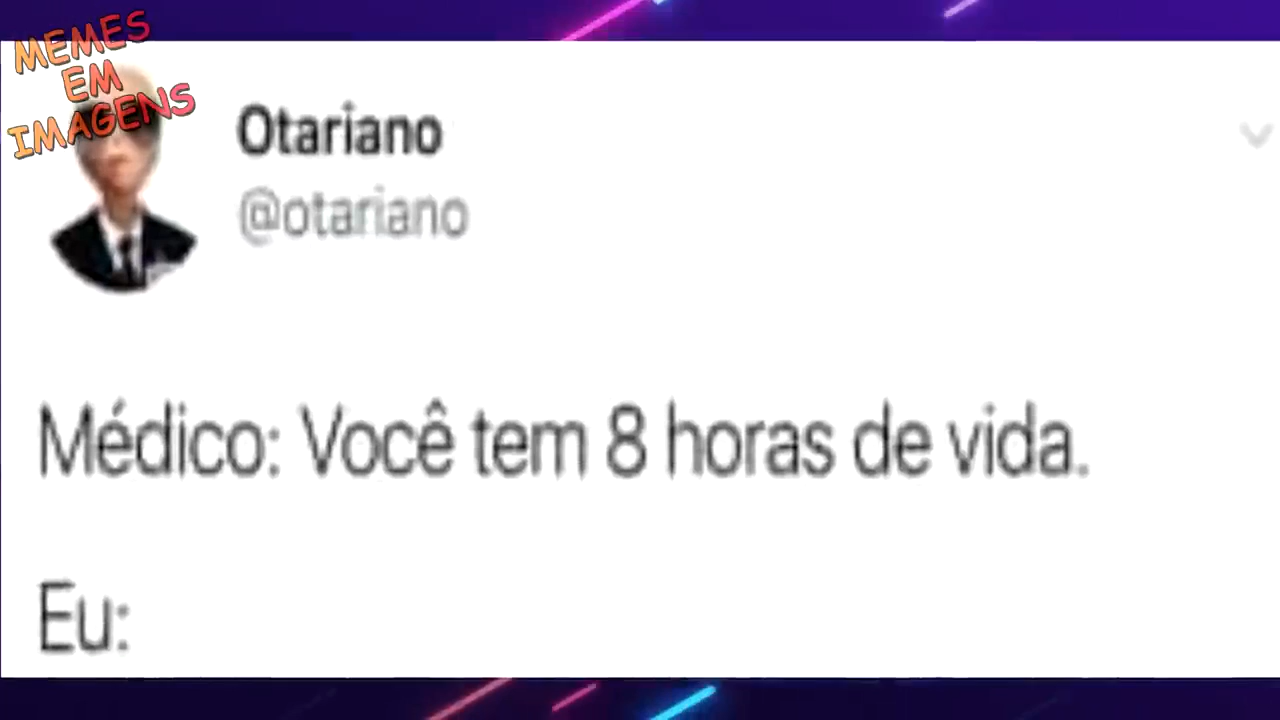 MEMES
EM
IMAGENS
Otariano
@otariano
Médico: Você tem 8 horas de vida.
Eu: